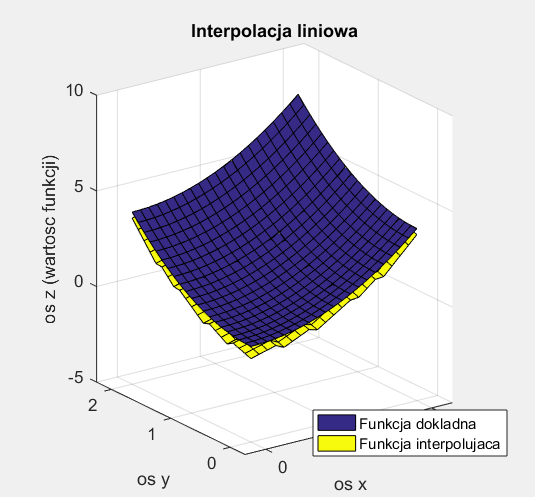 Interpolacja liniowa
10
5
0
-5
os z (wartosc funkcji)
2
1
0
os y
0
os x
Funkcja dokladna
Funkcja interpolujaca